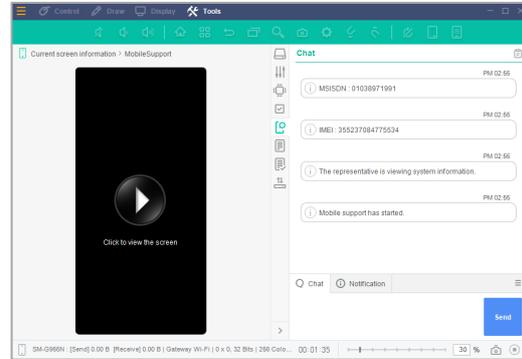 Control Draw Display Tools
Current screen information > MobileSupport
Click to view the screen
Chat
PM 02:55
MSISDN : 01038971991
PM 02:55
IMEI : 355237084775534
PM 02:55
The representative is viewing system information.
PM 02:55
Mobile support has started.
Chat Notification
Send
SM-G966N : [Send] 0.00 B [Receive] 0.00 B | Gateway Wi-Fi | 0 x 0, 32 Bits | 256 Colo... 00:01:35 30 %